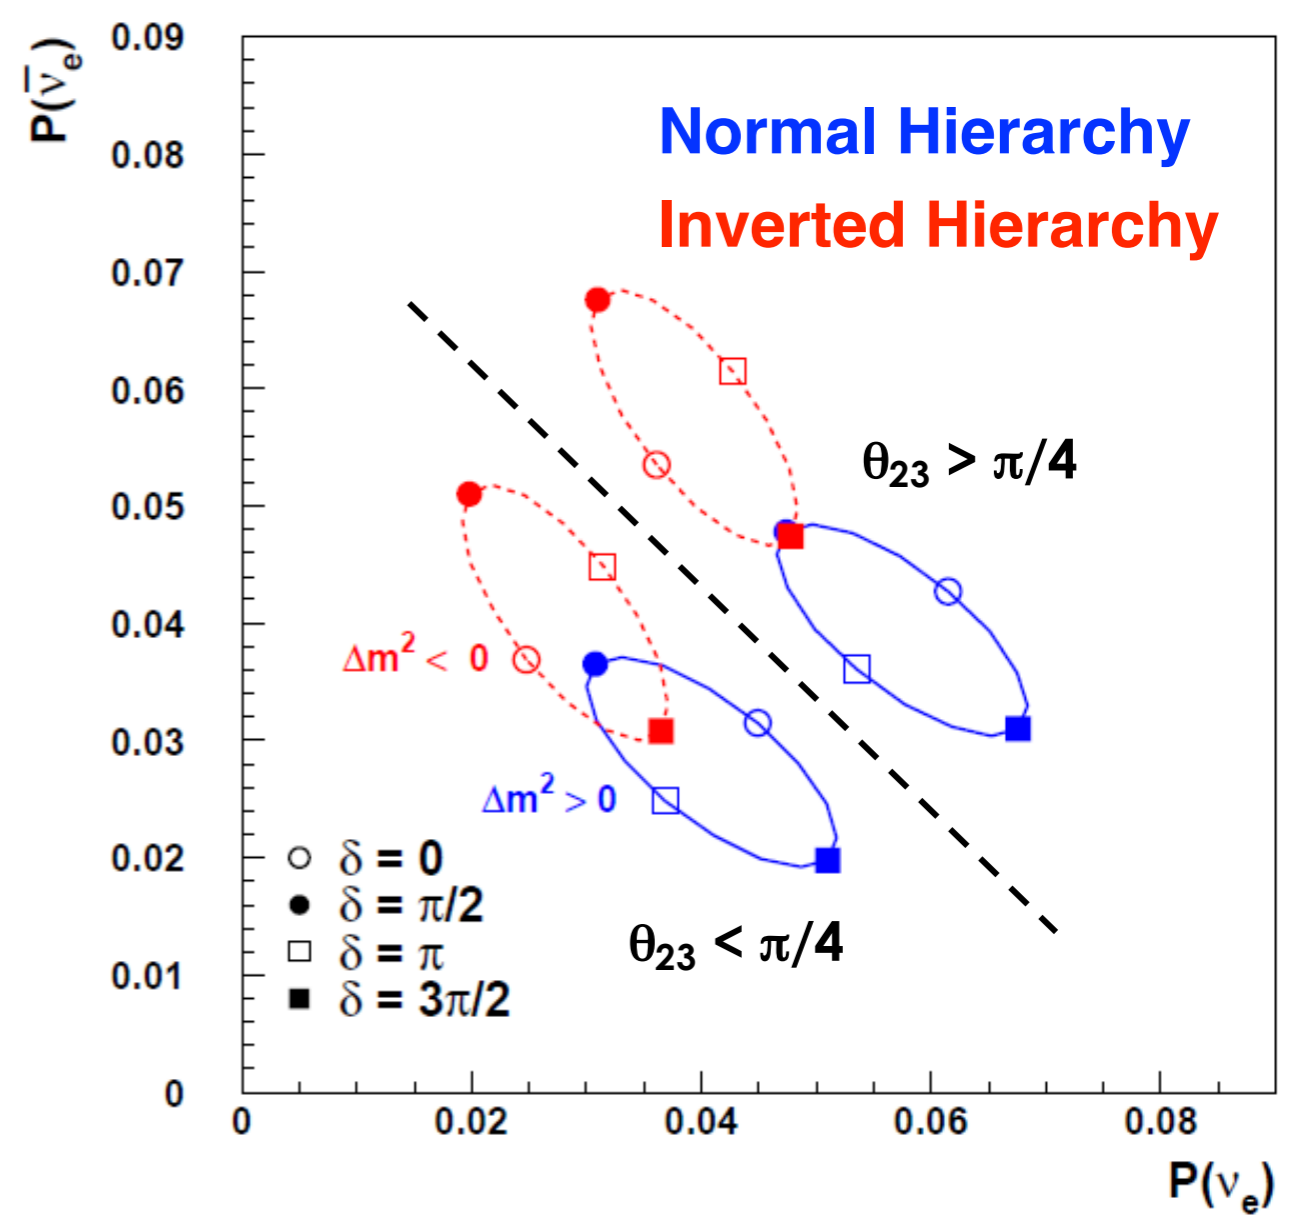 P(ν̅ₑ)
0.09
0.08
0.07
0.06
0.05
0.04
0.03
0.02
0.01
0
Normal Hierarchy
Inverted Hierarchy
θ₂₃ > π/4
Δm² < 0
Δm² > 0
θ₂₃ < π/4
δ = 0
δ = π/2
δ = π
δ = 3π/2
0 0.02 0.04 0.06 0.08
P(νₑ)